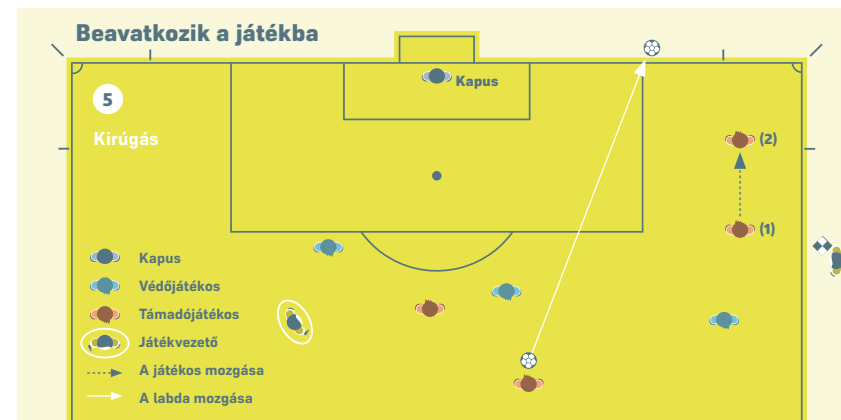 Beavatkozik a játékba
Kapus
5
Kirúgás
(2)
(1)
Kapus
Védőjátékos
Támadójátékos
Játékvezető
A játékos mozgása
A labda mozgása